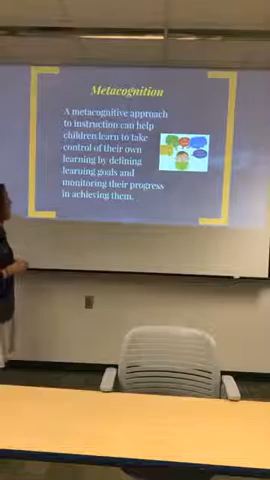 Metacognition
A metacognitive approach
to instruction can help
children learn to take
control of their own
learning by defining
learning goals and
monitoring their progress
in achieving them.